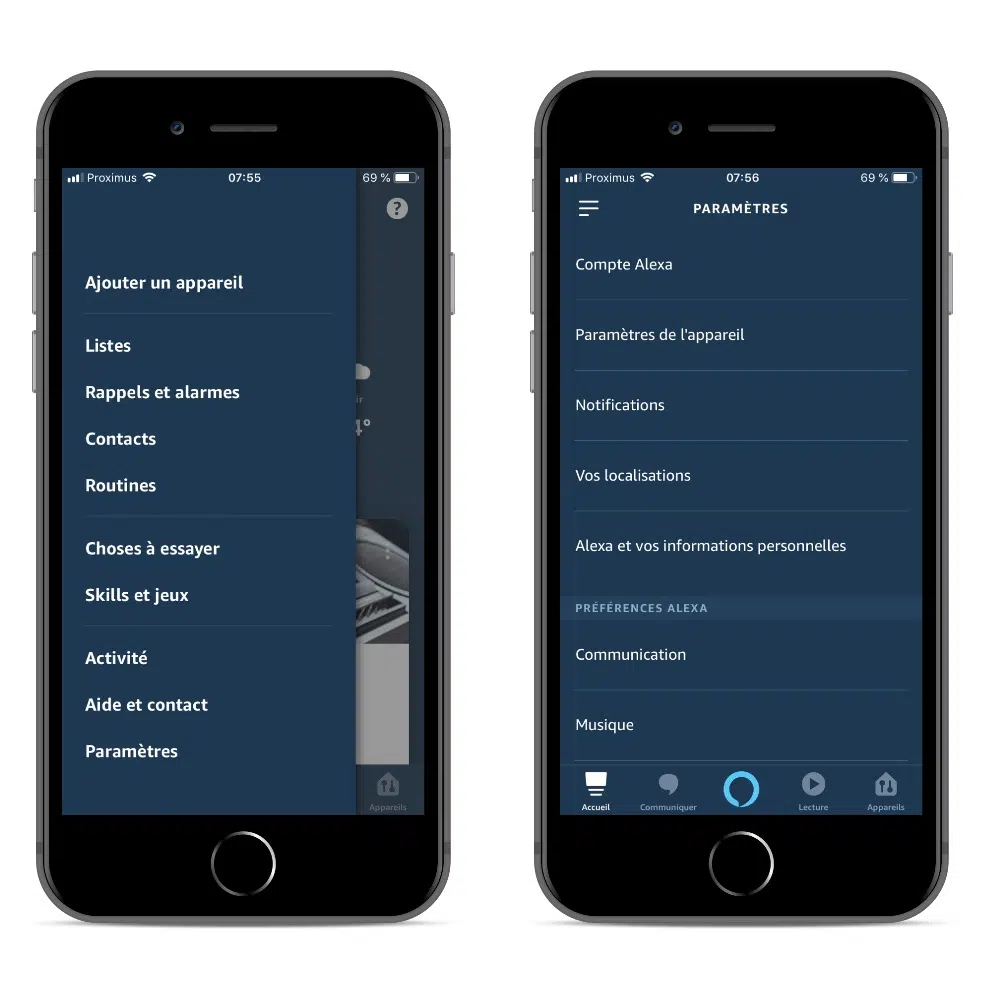 Proximus 07:55 69 %
?
Ajouter un appareil
Listes
Rappels et alarmes
Contacts
Routines
Choses à essayer
Skills et jeux
Activité
Aide et contact
Paramètres
4°
Appareils
Proximus 07:56 69 %
PARAMÈTRES
Compte Alexa
Paramètres de l'appareil
Notifications
Vos localisations
Alexa et vos informations personnelles
PRÉFÉRENCES ALEXA
Communication
Musique
Accueil Communiquer Lecture Appareils